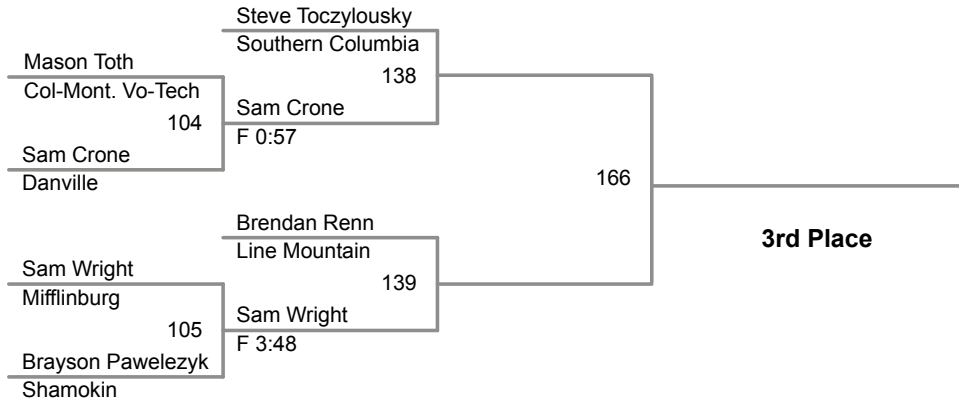 Steve Toczylousky
Southern Columbia
Mason Toth
Col-Mont. Vo-Tech
138
104
Sam Crone
F 0:57
Sam Crone
Danville
166
Brendan Renn
Line Mountain
3rd Place
Sam Wright
Mifflinburg
139
105
Sam Wright
F 3:48
Brayson Pawelezyk
Shamokin